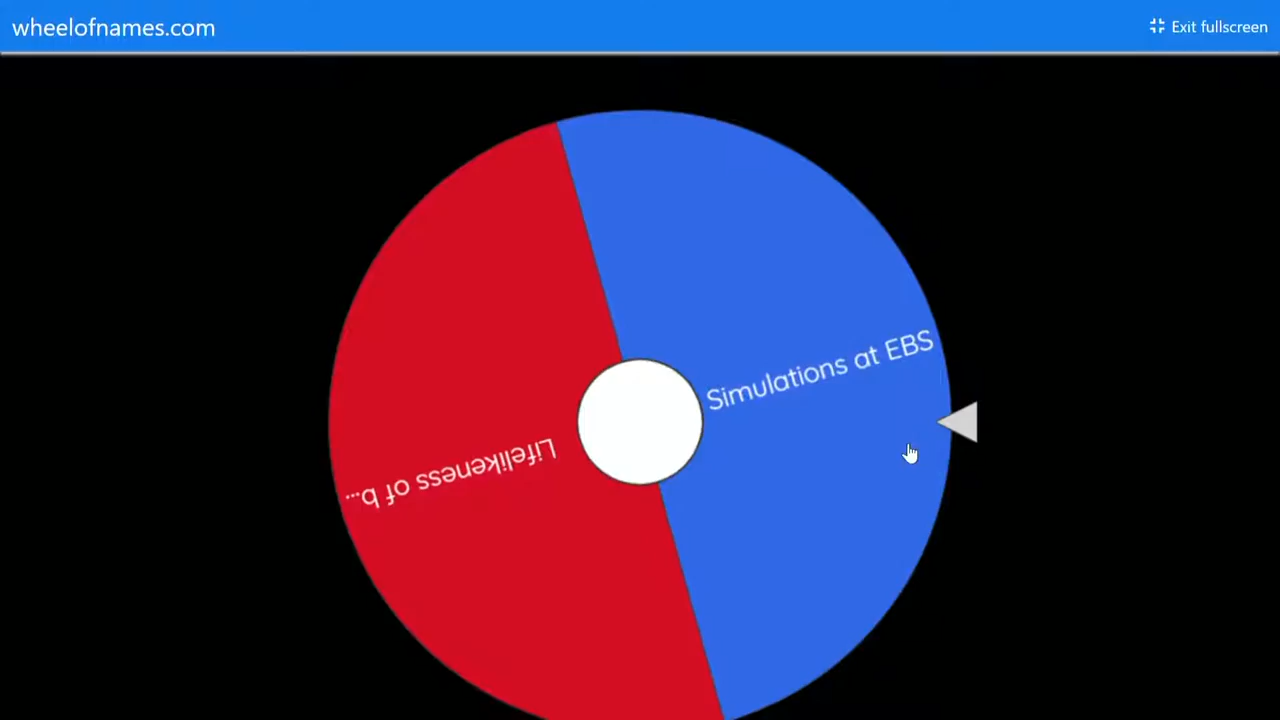 wheelofnames.com
Exit fullscreen
Simulations at EBS
Lifelikeness of b...